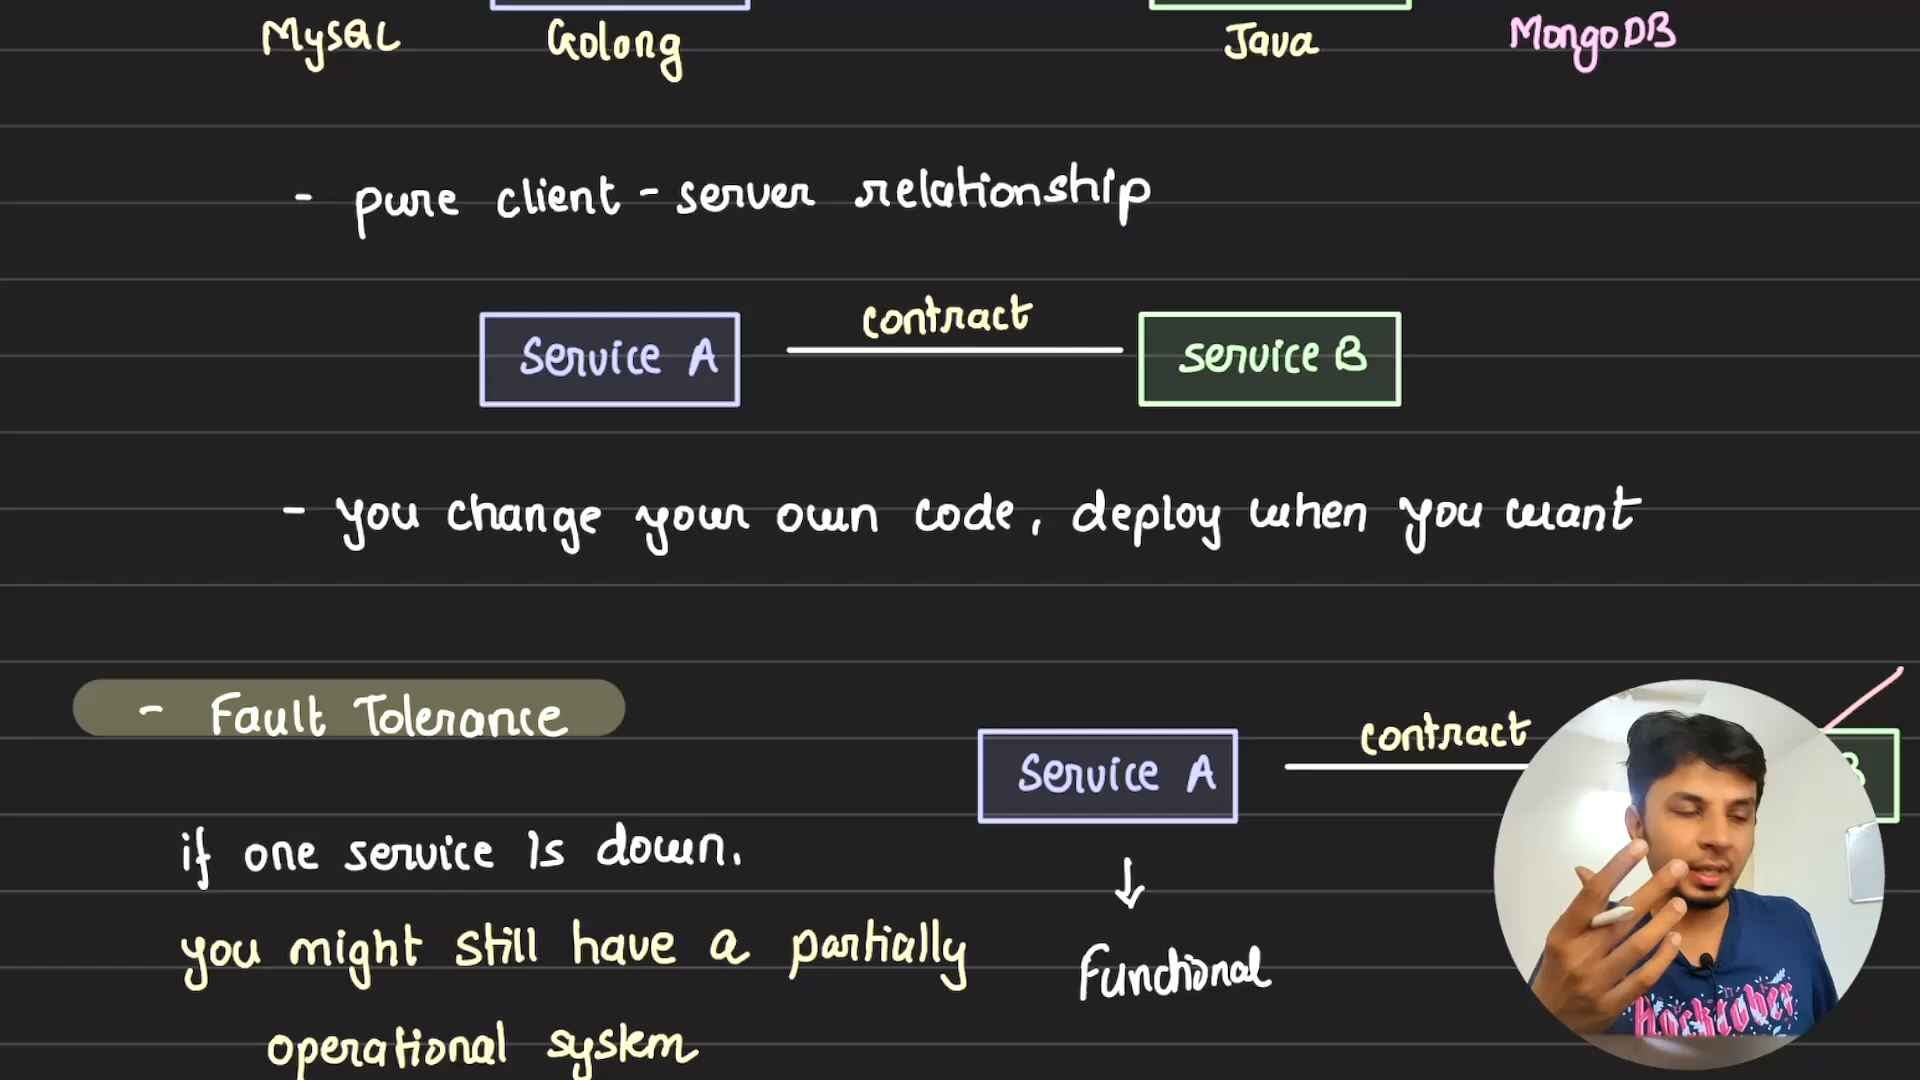 MySQL Golang Java MongoDB
- pure client-server relationship
contract
Service A service B
- you change your own code, deploy when you want
- Fault Tolerance
contract
Service A B
if one service is down.
you might still have a partially
Functional
operational system
Hacktober